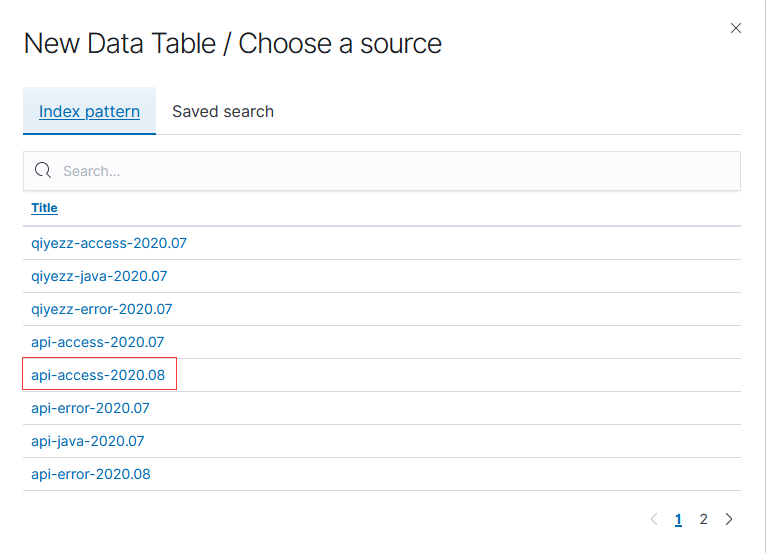 New Data Table / Choose a source
Index pattern Saved search
Search...
Title
qiyezz-access-2020.07
qiyezz-java-2020.07
qiyezz-error-2020.07
api-access-2020.07
api-access-2020.08
api-error-2020.07
api-java-2020.07
api-error-2020.08
1 2